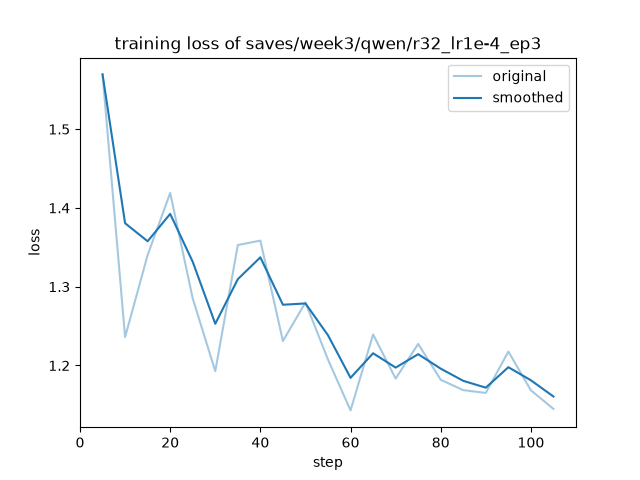 training loss of saves/week3/qwen/r32_lr1e-4_ep3
original
smoothed
1.5
1.4
1.3
1.2
loss
0
20
40
60
80
100
step